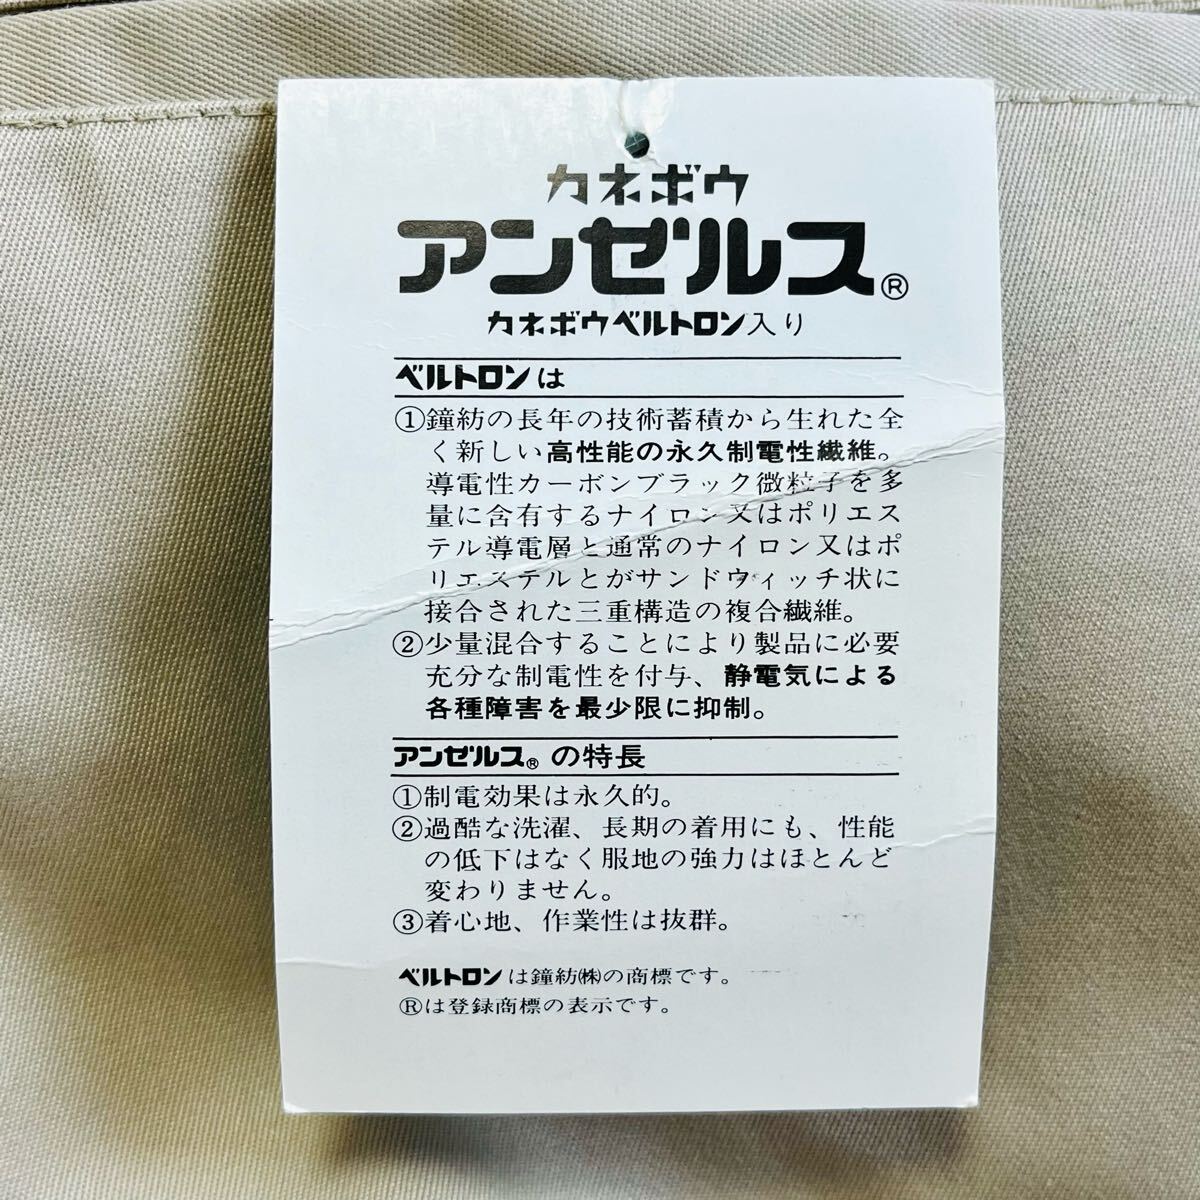 カネボウ
アンゼルス®
カネボウベルトロン入り
ベルトロンは
①鐘紡の長年の技術蓄積から生れた全
く新しい高性能の永久制電性繊維。
導電性カーボンブラック微粒子を多
量に含有するナイロン又はポリエス
テル導電層と通常のナイロン又はポ
リエステルとがサンドウィッチ状に
接合された三重構造の複合繊維。
②少量混合することにより製品に必要
充分な制電性を付与、静電気による
各種障害を最少限に抑制。
アンゼルス®の特長
①制電効果は永久的。
②過酷な洗濯、長期の着用にも、性能
の低下はなく服地の強力はほとんど
変わりません。
③着心地、作業性は抜群。
ベルトロンは鐘紡㈱の商標です。
®は登録商標の表示です。